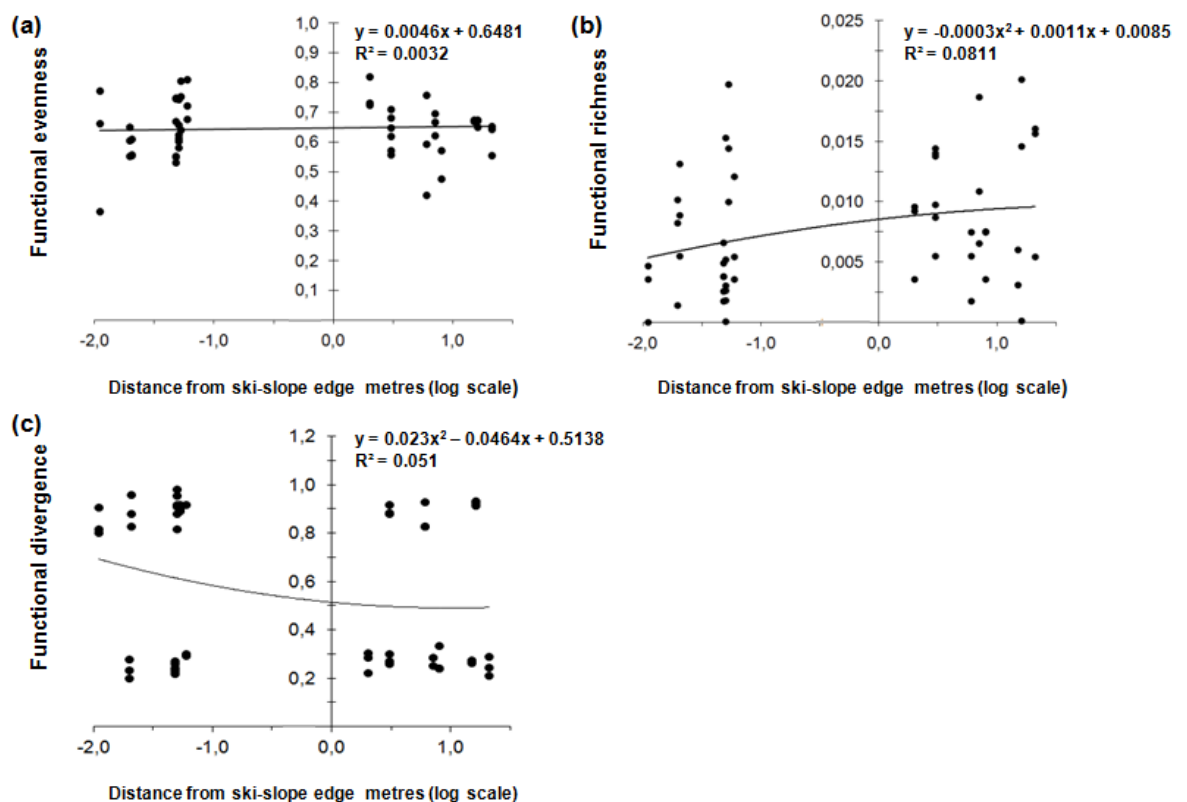 (a)
y = 0.0046x + 0.6481
R² = 0.0032
Functional evenness
1,0
0,9
0,8
0,7
0,6
0,5
0,4
0,3
0,2
0,1
-2,0 -1,0 0,0 1,0
Distance from ski-slope edge metres (log scale)
(b)
y = -0.0003x² + 0.0011x + 0.0085
R² = 0.0811
Functional richness
0,025
0,020
0,015
0,010
0,005
-2,0 -1,0 0,0 1,0
Distance from ski-slope edge metres (log scale)
(c)
y = 0.023x² – 0.0464x + 0.5138
R² = 0.051
Functional divergence
1,2
1,0
0,8
0,6
0,4
0,2
-2,0 -1,0 0,0 1,0
Distance from ski-slope edge metres (log scale)